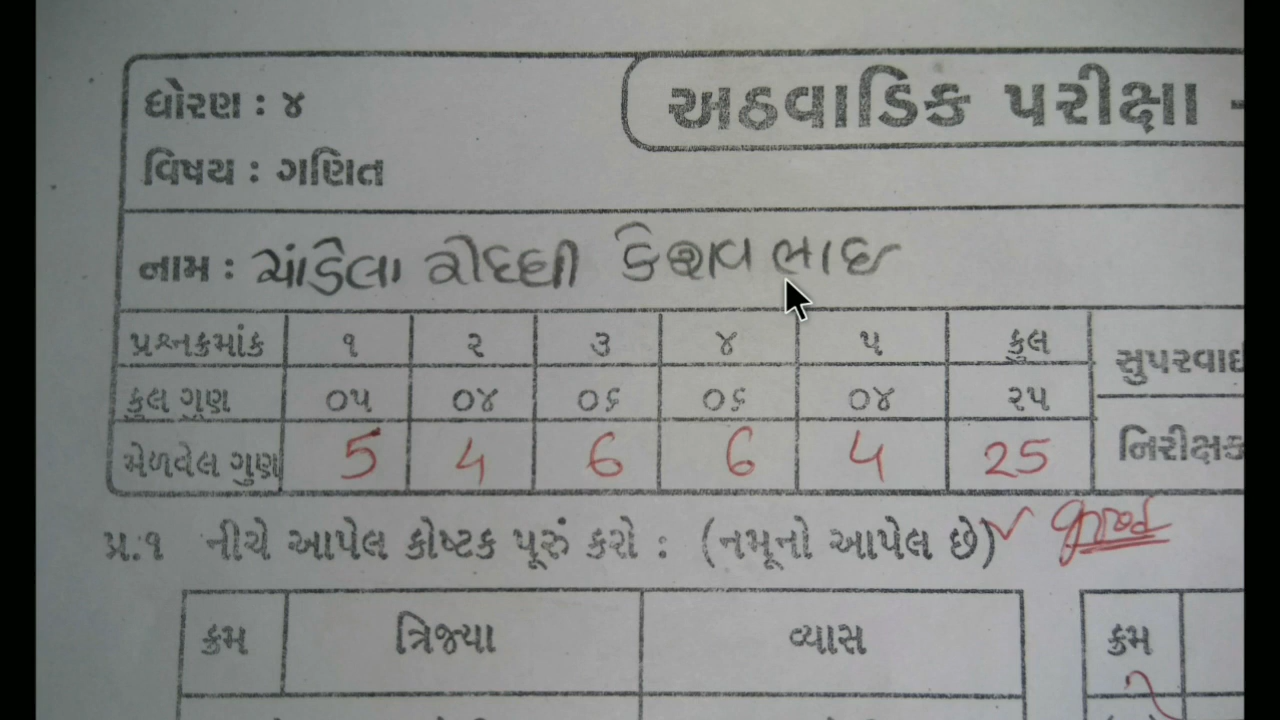 ધોરણ : ૪
અઠવાડિક પરીક્ષા -
વિષય : ગણિત
નામ : ચાંડેલા રીદ્ધી કેશવભાઇ
પ્રશ્નક્રમાંક ૧ ૨ ૩ ૪ ૫ કુલ
કુલ ગુણ ૦૫ ૦૪ ૦૬ ૦૬ ૦૪ ૨૫
મેળવેલ ગુણ 5 4 6 6 4 25
સુપરવાઇ
નિરીક્ષક
પ્ર.૧ નીચે આપેલ કોષ્ટક પૂરું કરો : (નમૂનો આપેલ છે) good
ક્રમ ત્રિજ્યા વ્યાસ ક્રમ